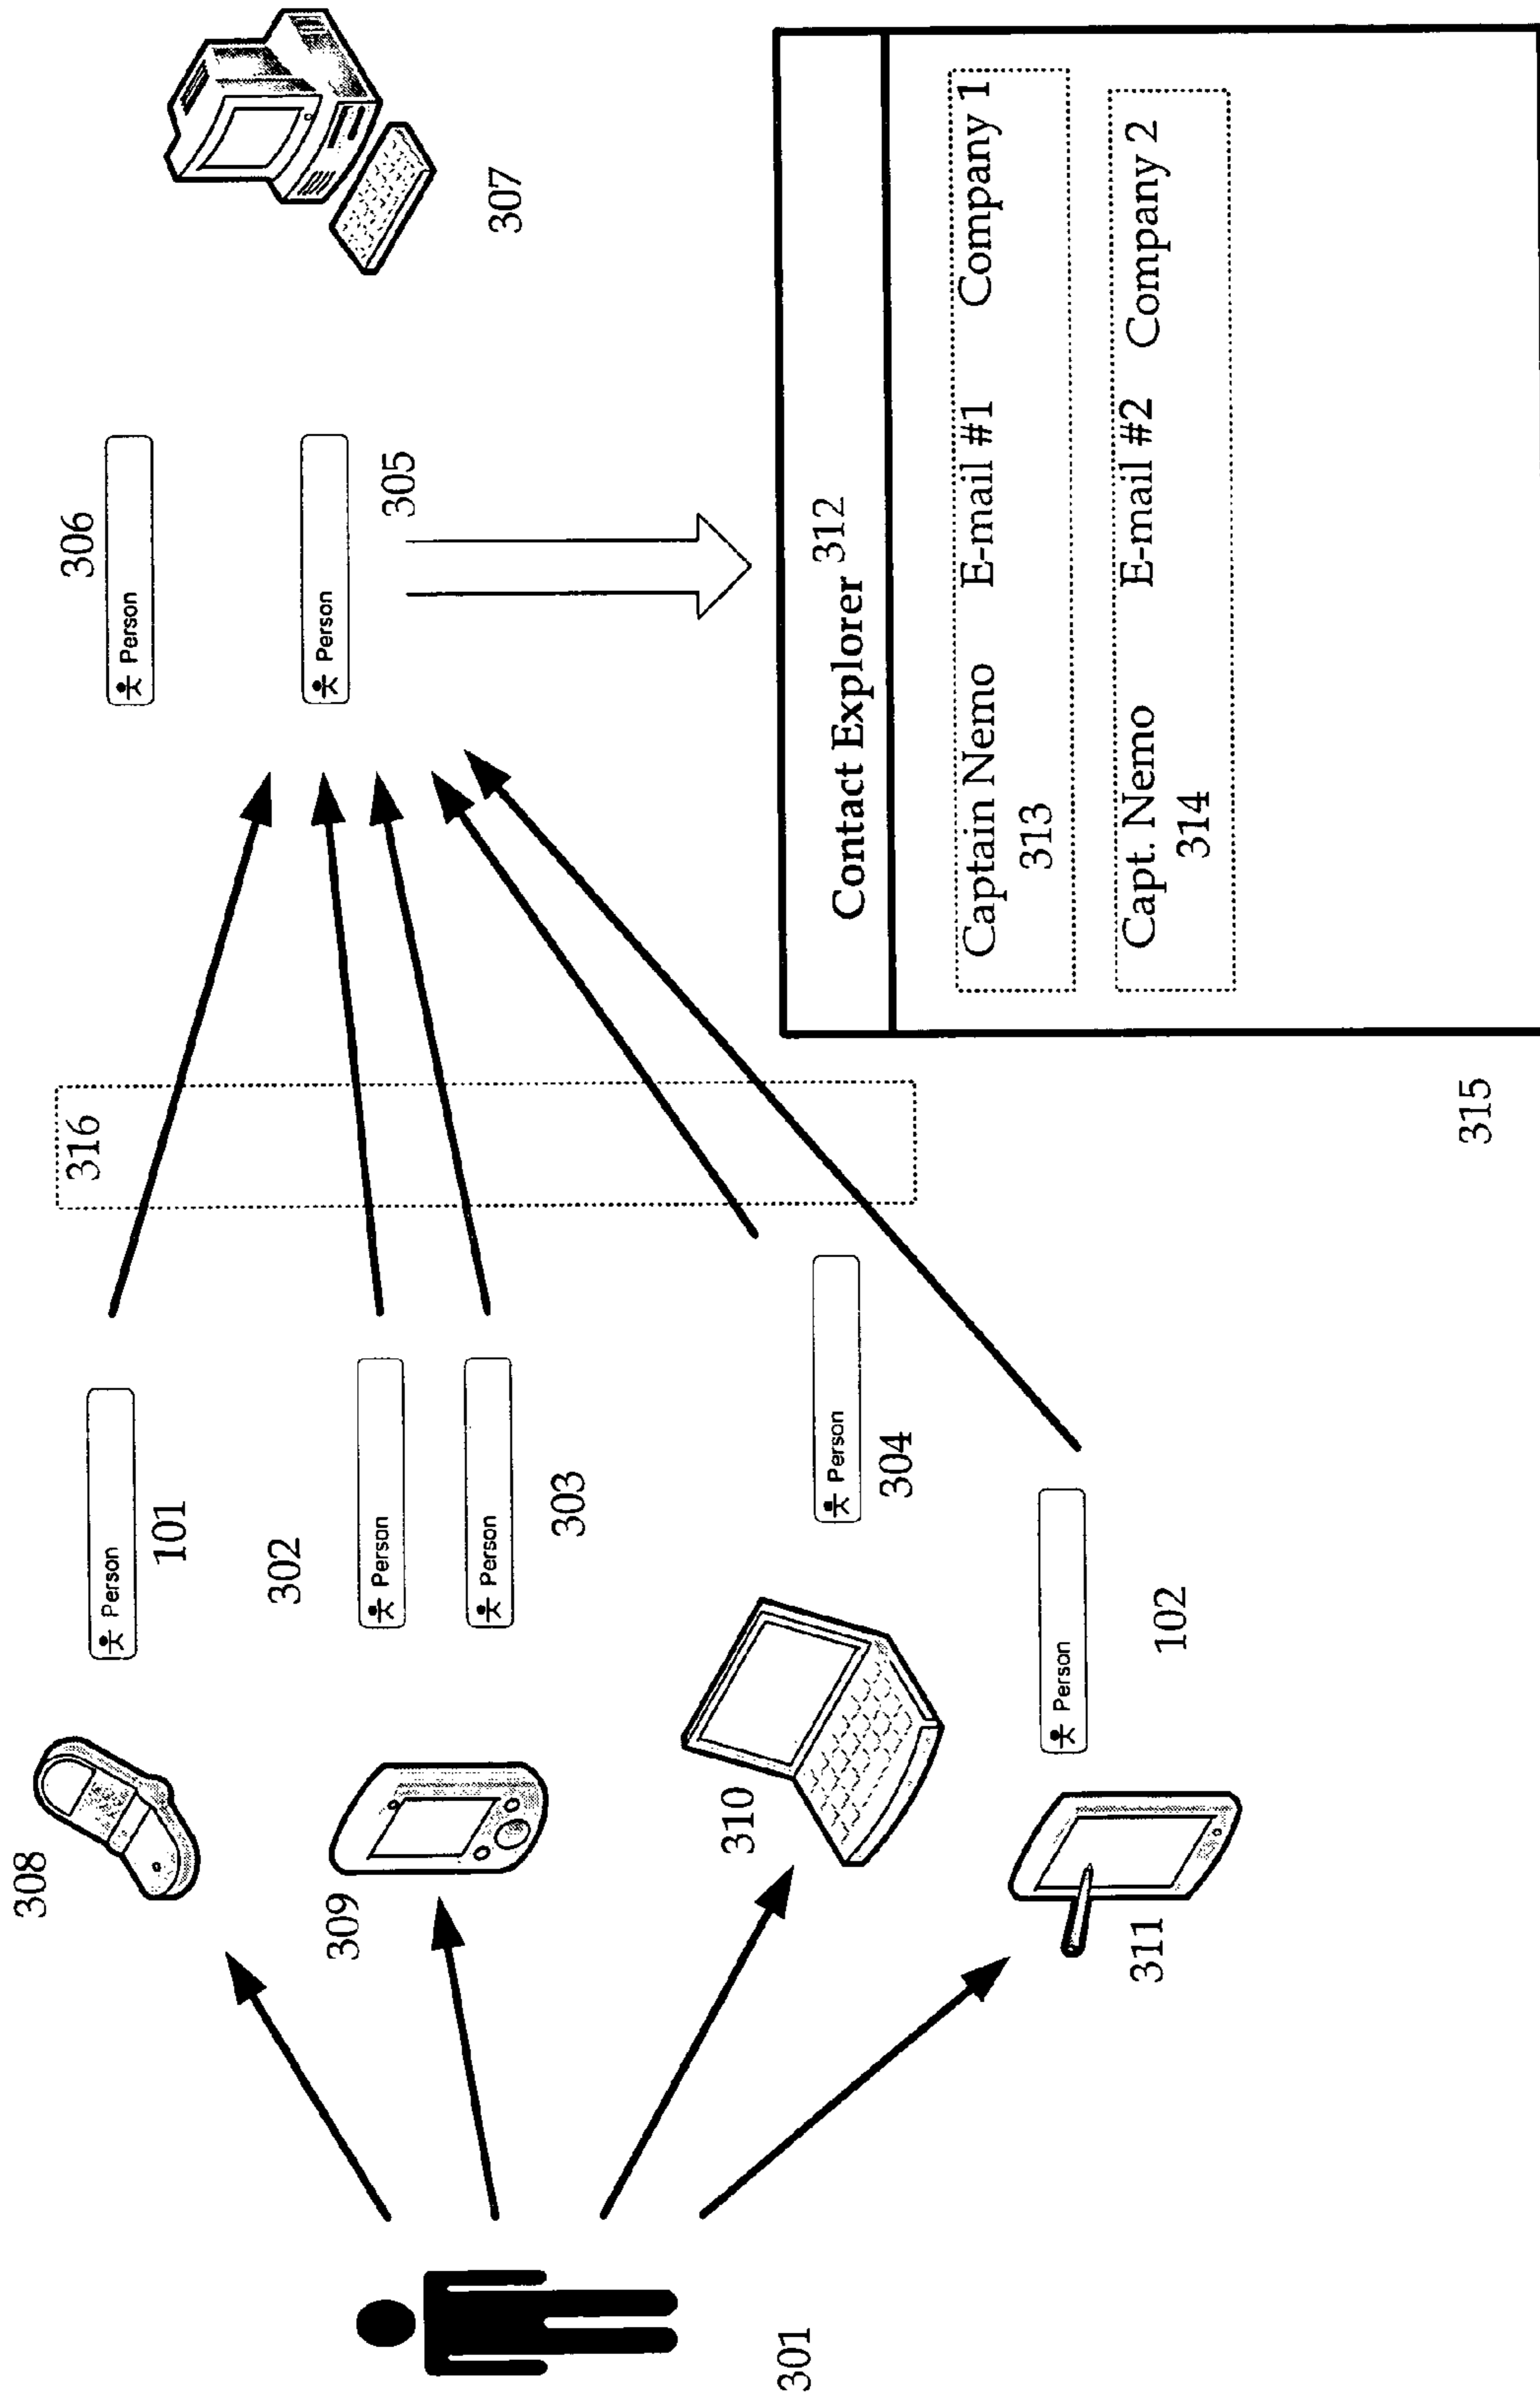 308
306
316
Person
Person
101
302
Person
309
Person
305
Person
307
303
310
301
Person
Contact Explorer 312
304
Captain Nemo E-mail #1 Company 1
313
Person
311
Capt. Nemo E-mail #2 Company 2
102
314
315